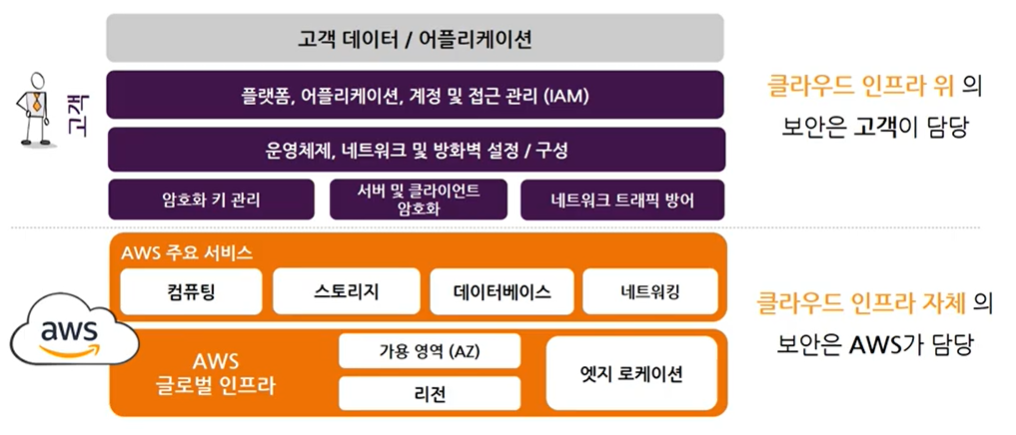 고객 데이터 / 어플리케이션
고객
플랫폼, 어플리케이션, 계정 및 접근 관리 (IAM)
클라우드 인프라 위 의
보안은 고객이 담당
운영체제, 네트워크 및 방화벽 설정 / 구성
암호화 키 관리
서버 및 클라이언트
암호화
네트워크 트래픽 방어
AWS 주요 서비스
컴퓨팅
스토리지
데이터베이스
네트워킹
클라우드 인프라 자체 의
보안은 AWS가 담당
aws
AWS
글로벌 인프라
가용 영역 (AZ)
리전
엣지 로케이션